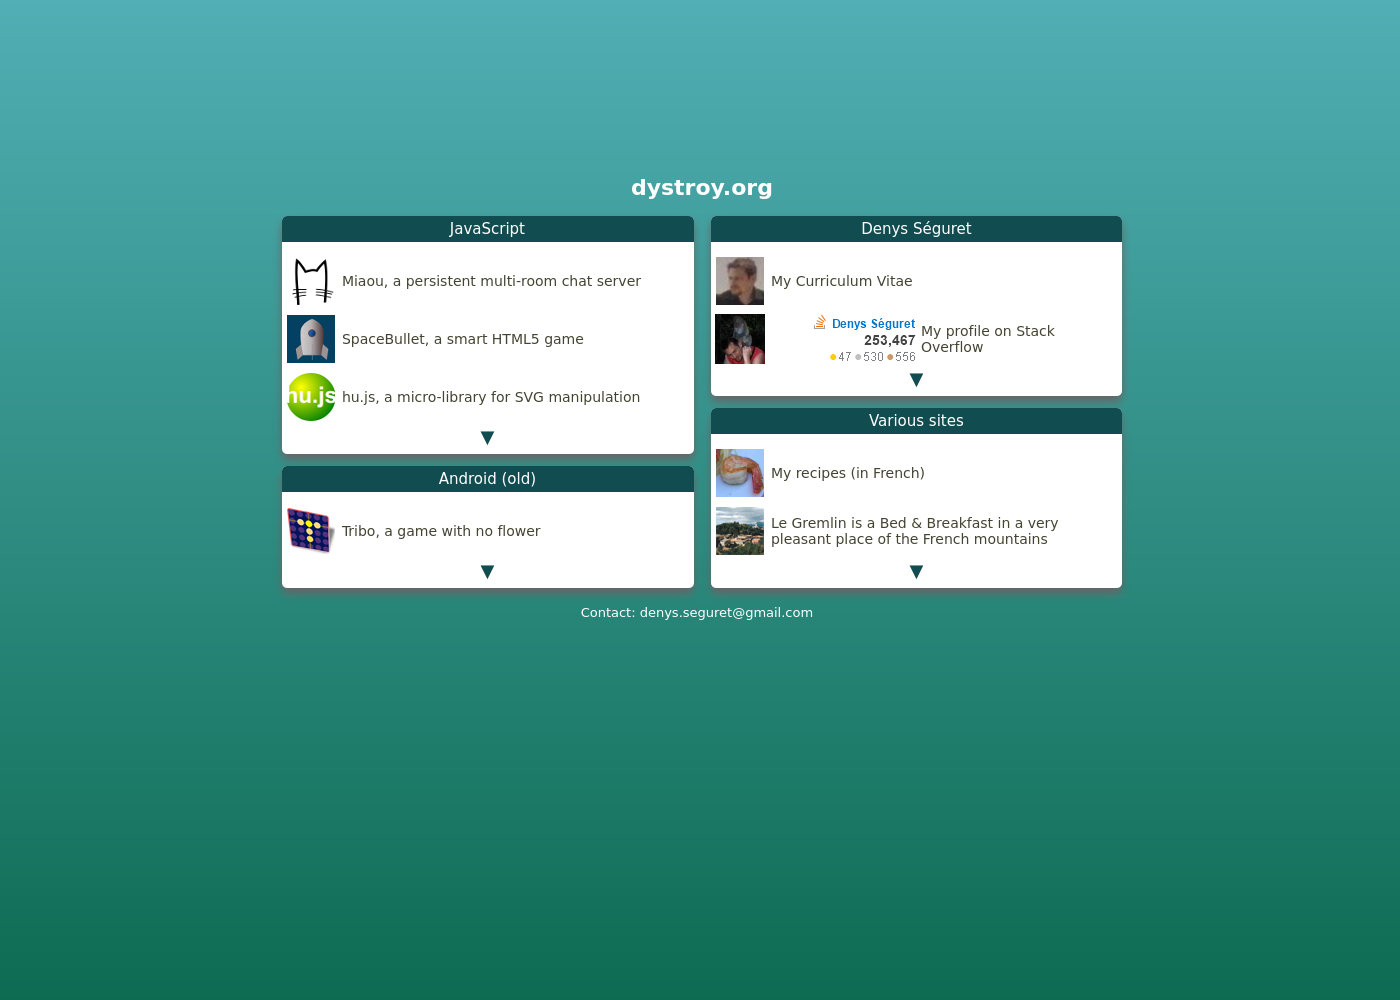 dystroy.org
JavaScript
Miaou, a persistent multi-room chat server
SpaceBullet, a smart HTML5 game
hu.js
hu.js, a micro-library for SVG manipulation
▼
Android (old)
Tribo, a game with no flower
▼
Denys Séguret
My Curriculum Vitae
Denys Séguret
253,467
47 530 556
My profile on Stack
Overflow
▼
Various sites
My recipes (in French)
Le Gremlin is a Bed & Breakfast in a very
pleasant place of the French mountains
▼
Contact: denys.seguret@gmail.com